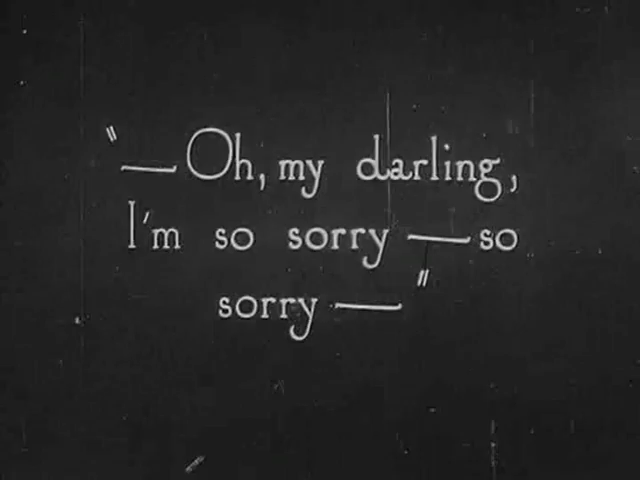 "—Oh, my darling,
I'm so sorry — so
sorry —"